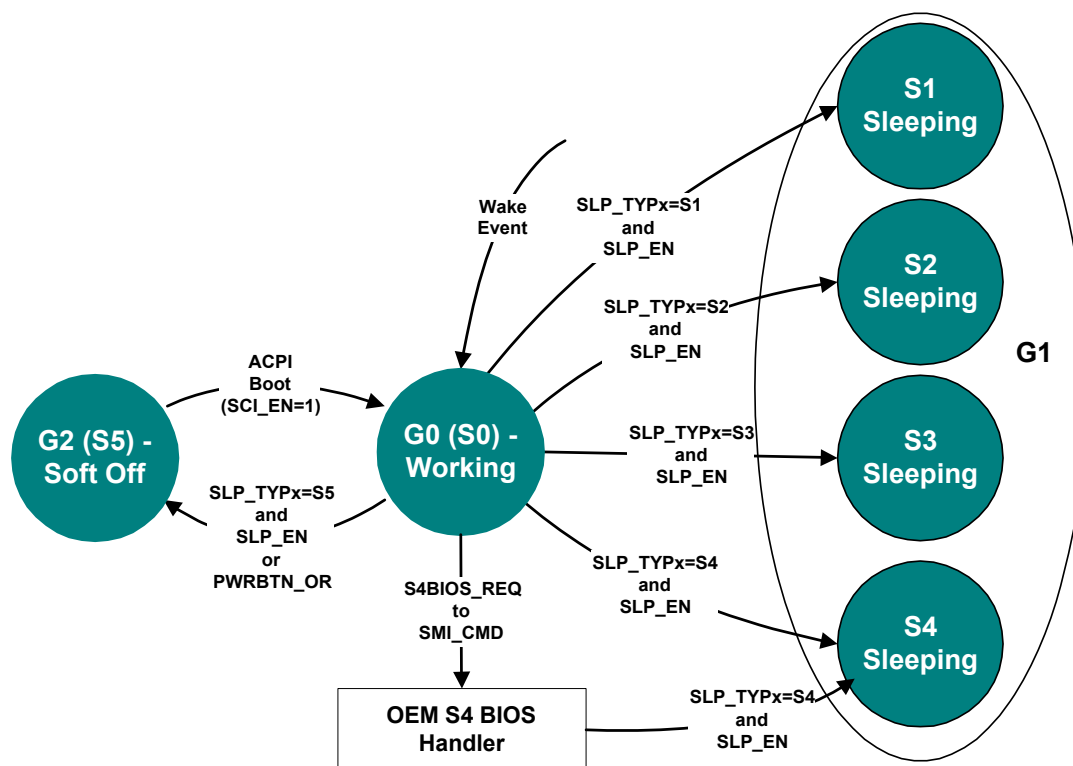 S1
Sleeping
Wake
Event
SLP_TYPx=S1
and
SLP_EN
S2
Sleeping
SLP_TYPx=S2
and
SLP_EN
G1
ACPI
Boot
(SCI_EN=1)
G2 (S5) -
Soft Off
G0 (S0) -
Working
SLP_TYPx=S3
and
SLP_EN
S3
Sleeping
SLP_TYPx=S5
and
SLP_EN
or
PWRBTN_OR
S4BIOS_REQ
to
SMI_CMD
SLP_TYPx=S4
and
SLP_EN
S4
Sleeping
OEM S4 BIOS
Handler
SLP_TYPx=S4
and
SLP_EN